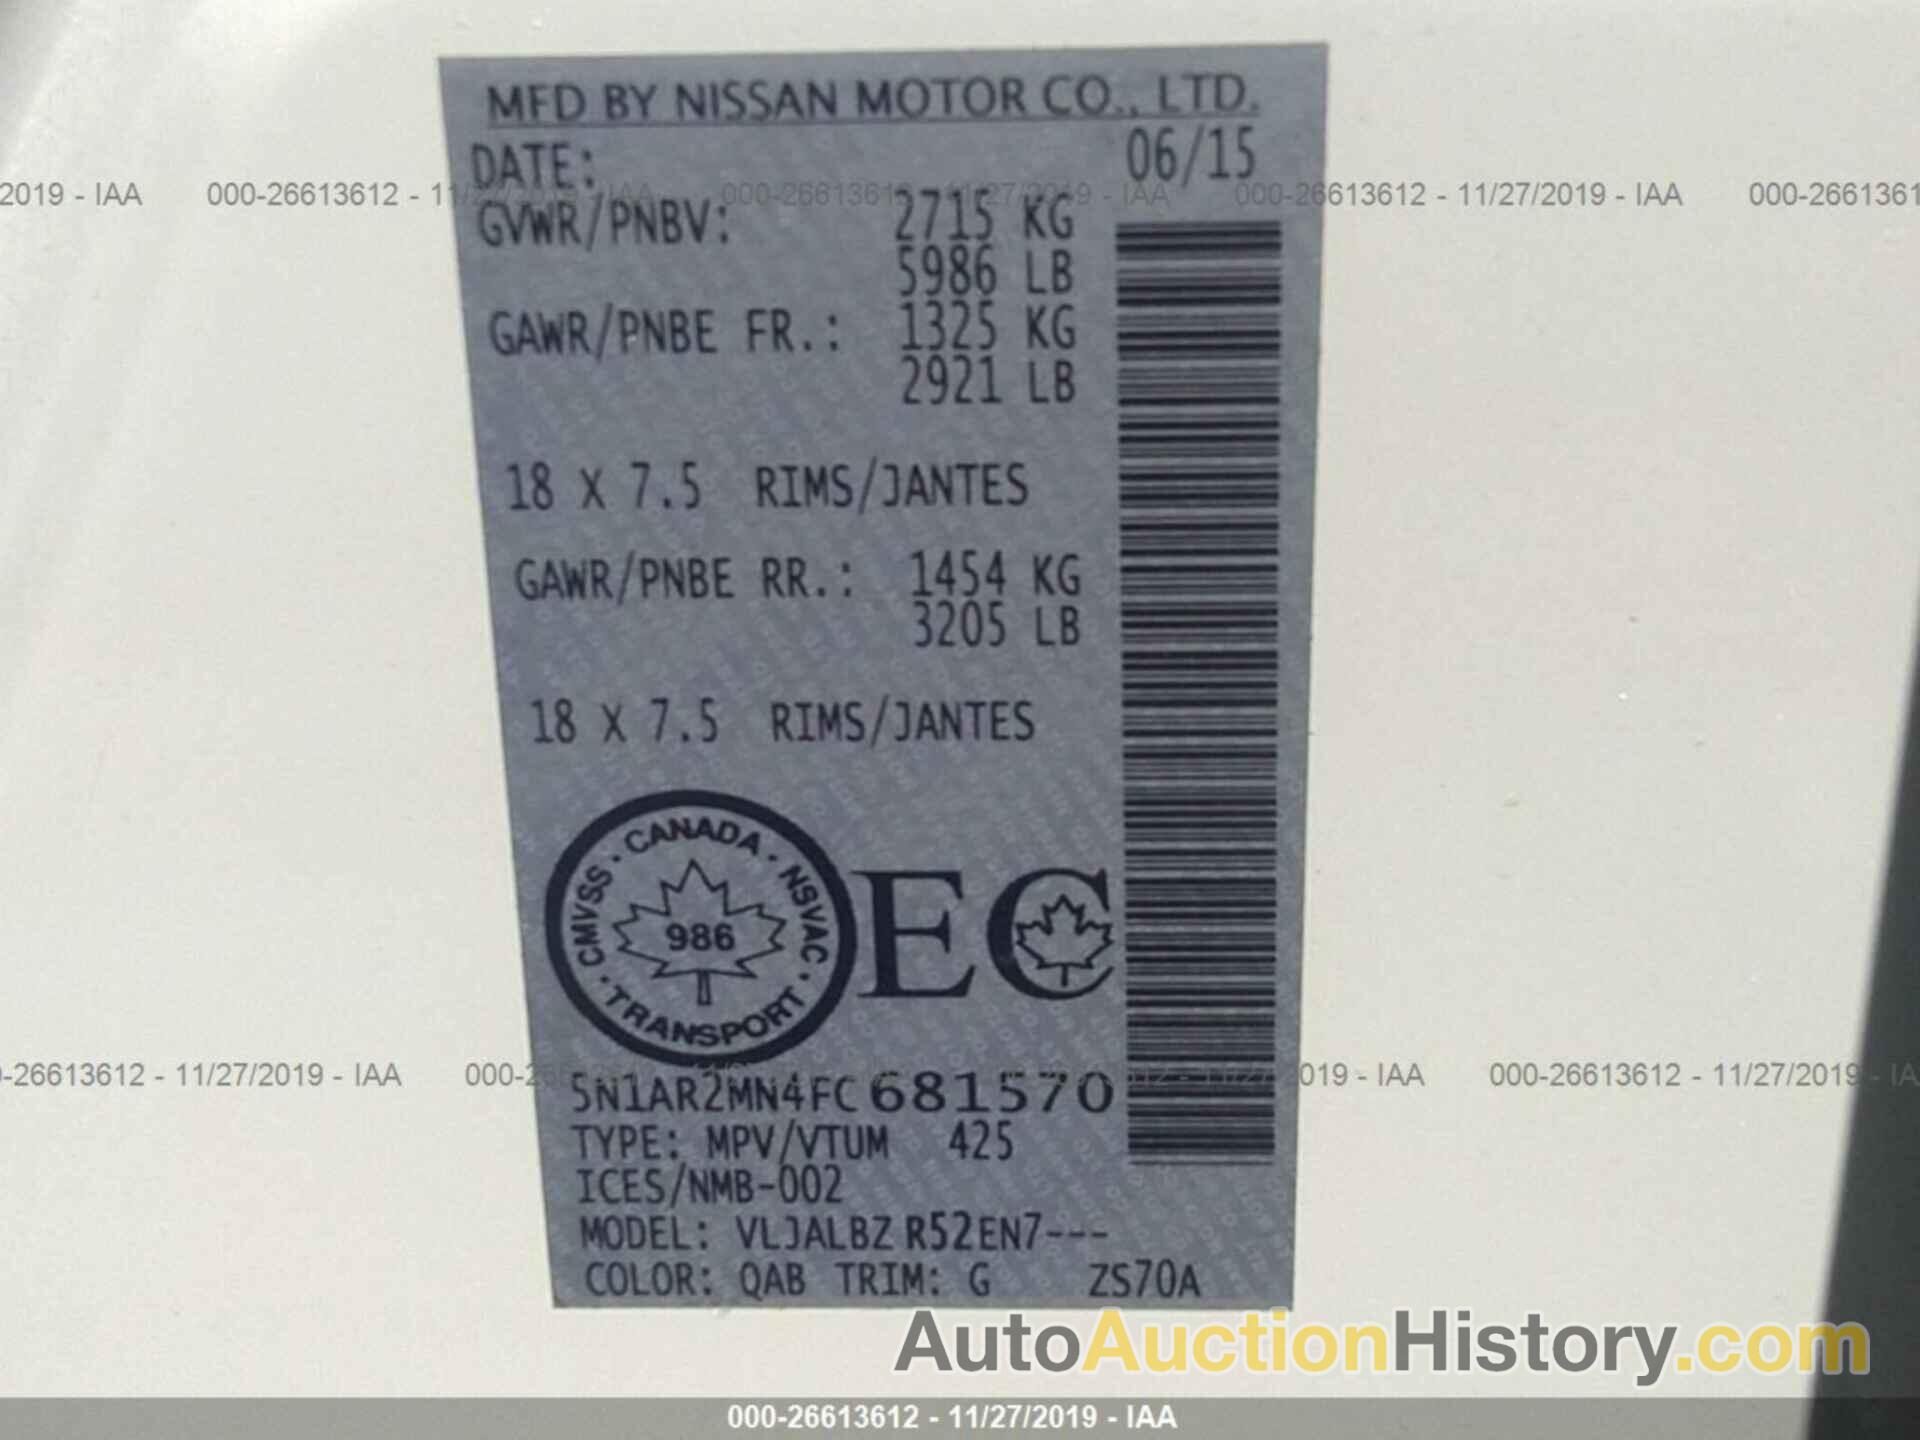 MFD BY NISSAN MOTOR CO., LTD.
DATE: 06/15
2019 - IAA 000-26613612 - 11/27/2019 - IAA 000-26613612 - 11/27/2019 - IAA 000-26613612 - 11/27/2019 - IAA 000-2661361
GVWR/PNBV: 2715 KG
5986 LB
GAWR/PNBE FR.: 1325 KG
2921 LB
18 X 7.5 RIMS/JANTES
GAWR/PNBE RR.: 1454 KG
3205 LB
18 X 7.5 RIMS/JANTES
CANADA · NSVAC · TRANSPORT · CMVSS ·
986
EC
-26613612 - 11/27/2019 - IAA 000-2 019 - IAA 000-26613612 - 11/27/2019 - IA
5N1AR2MN4FC681570
TYPE: MPV/VTUM 425
ICES/NMB-002
MODEL: VLJALBZ R52EN7---
COLOR: QAB TRIM: G ZS70A
AutoAuctionHistory.com
000-26613612 - 11/27/2019 - IAA